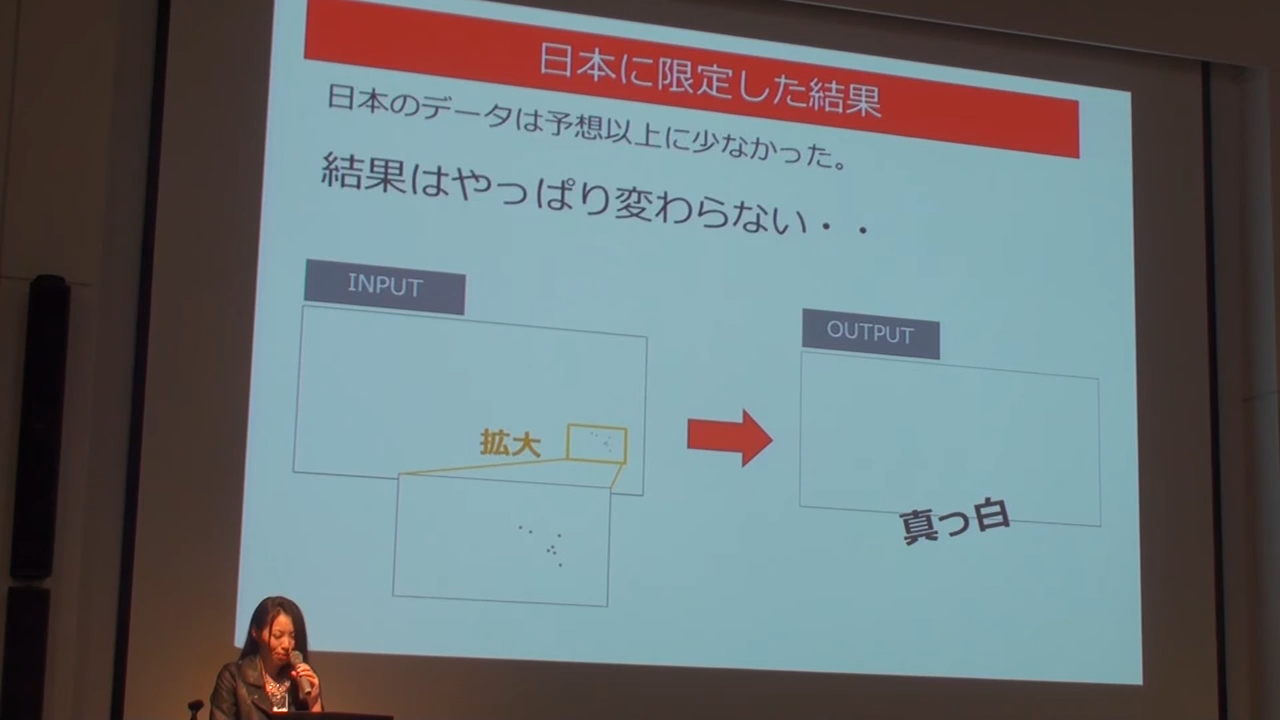 日本に限定した結果
日本のデータは予想以上に少なかった。
結果はやっぱり変わらない・・
INPUT
OUTPUT
拡大
真っ白